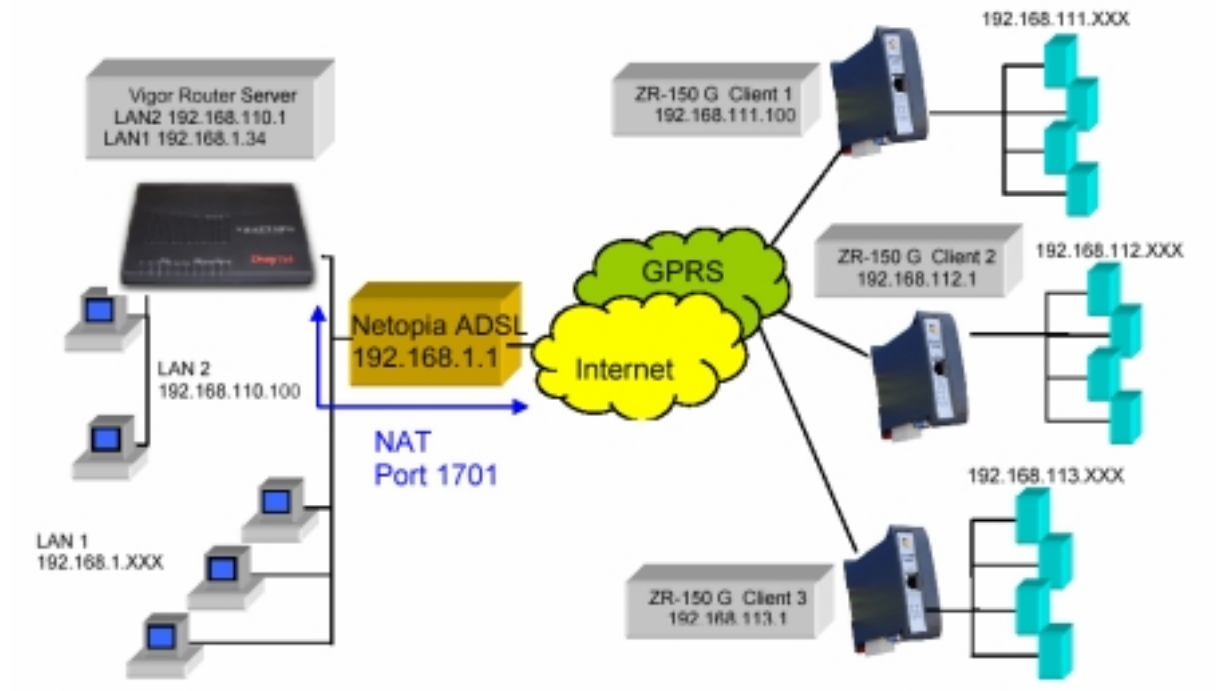 Vigor Router Server
LAN2 192.168.110.1
LAN1 192.168.1.34
DrayTek
LAN 2
192.168.110.100
LAN 1
192.168.1.XXX
Netopia ADSL
192.168.1.1
NAT
Port 1701
GPRS
Internet
ZR-150 G Client 1
192.168.111.100
192.168.111.XXX
ZR-150 G Client 2
192.168.112.1
192.168.112.XXX
ZR-150 G Client 3
192.168.113.1
192.168.113.XXX